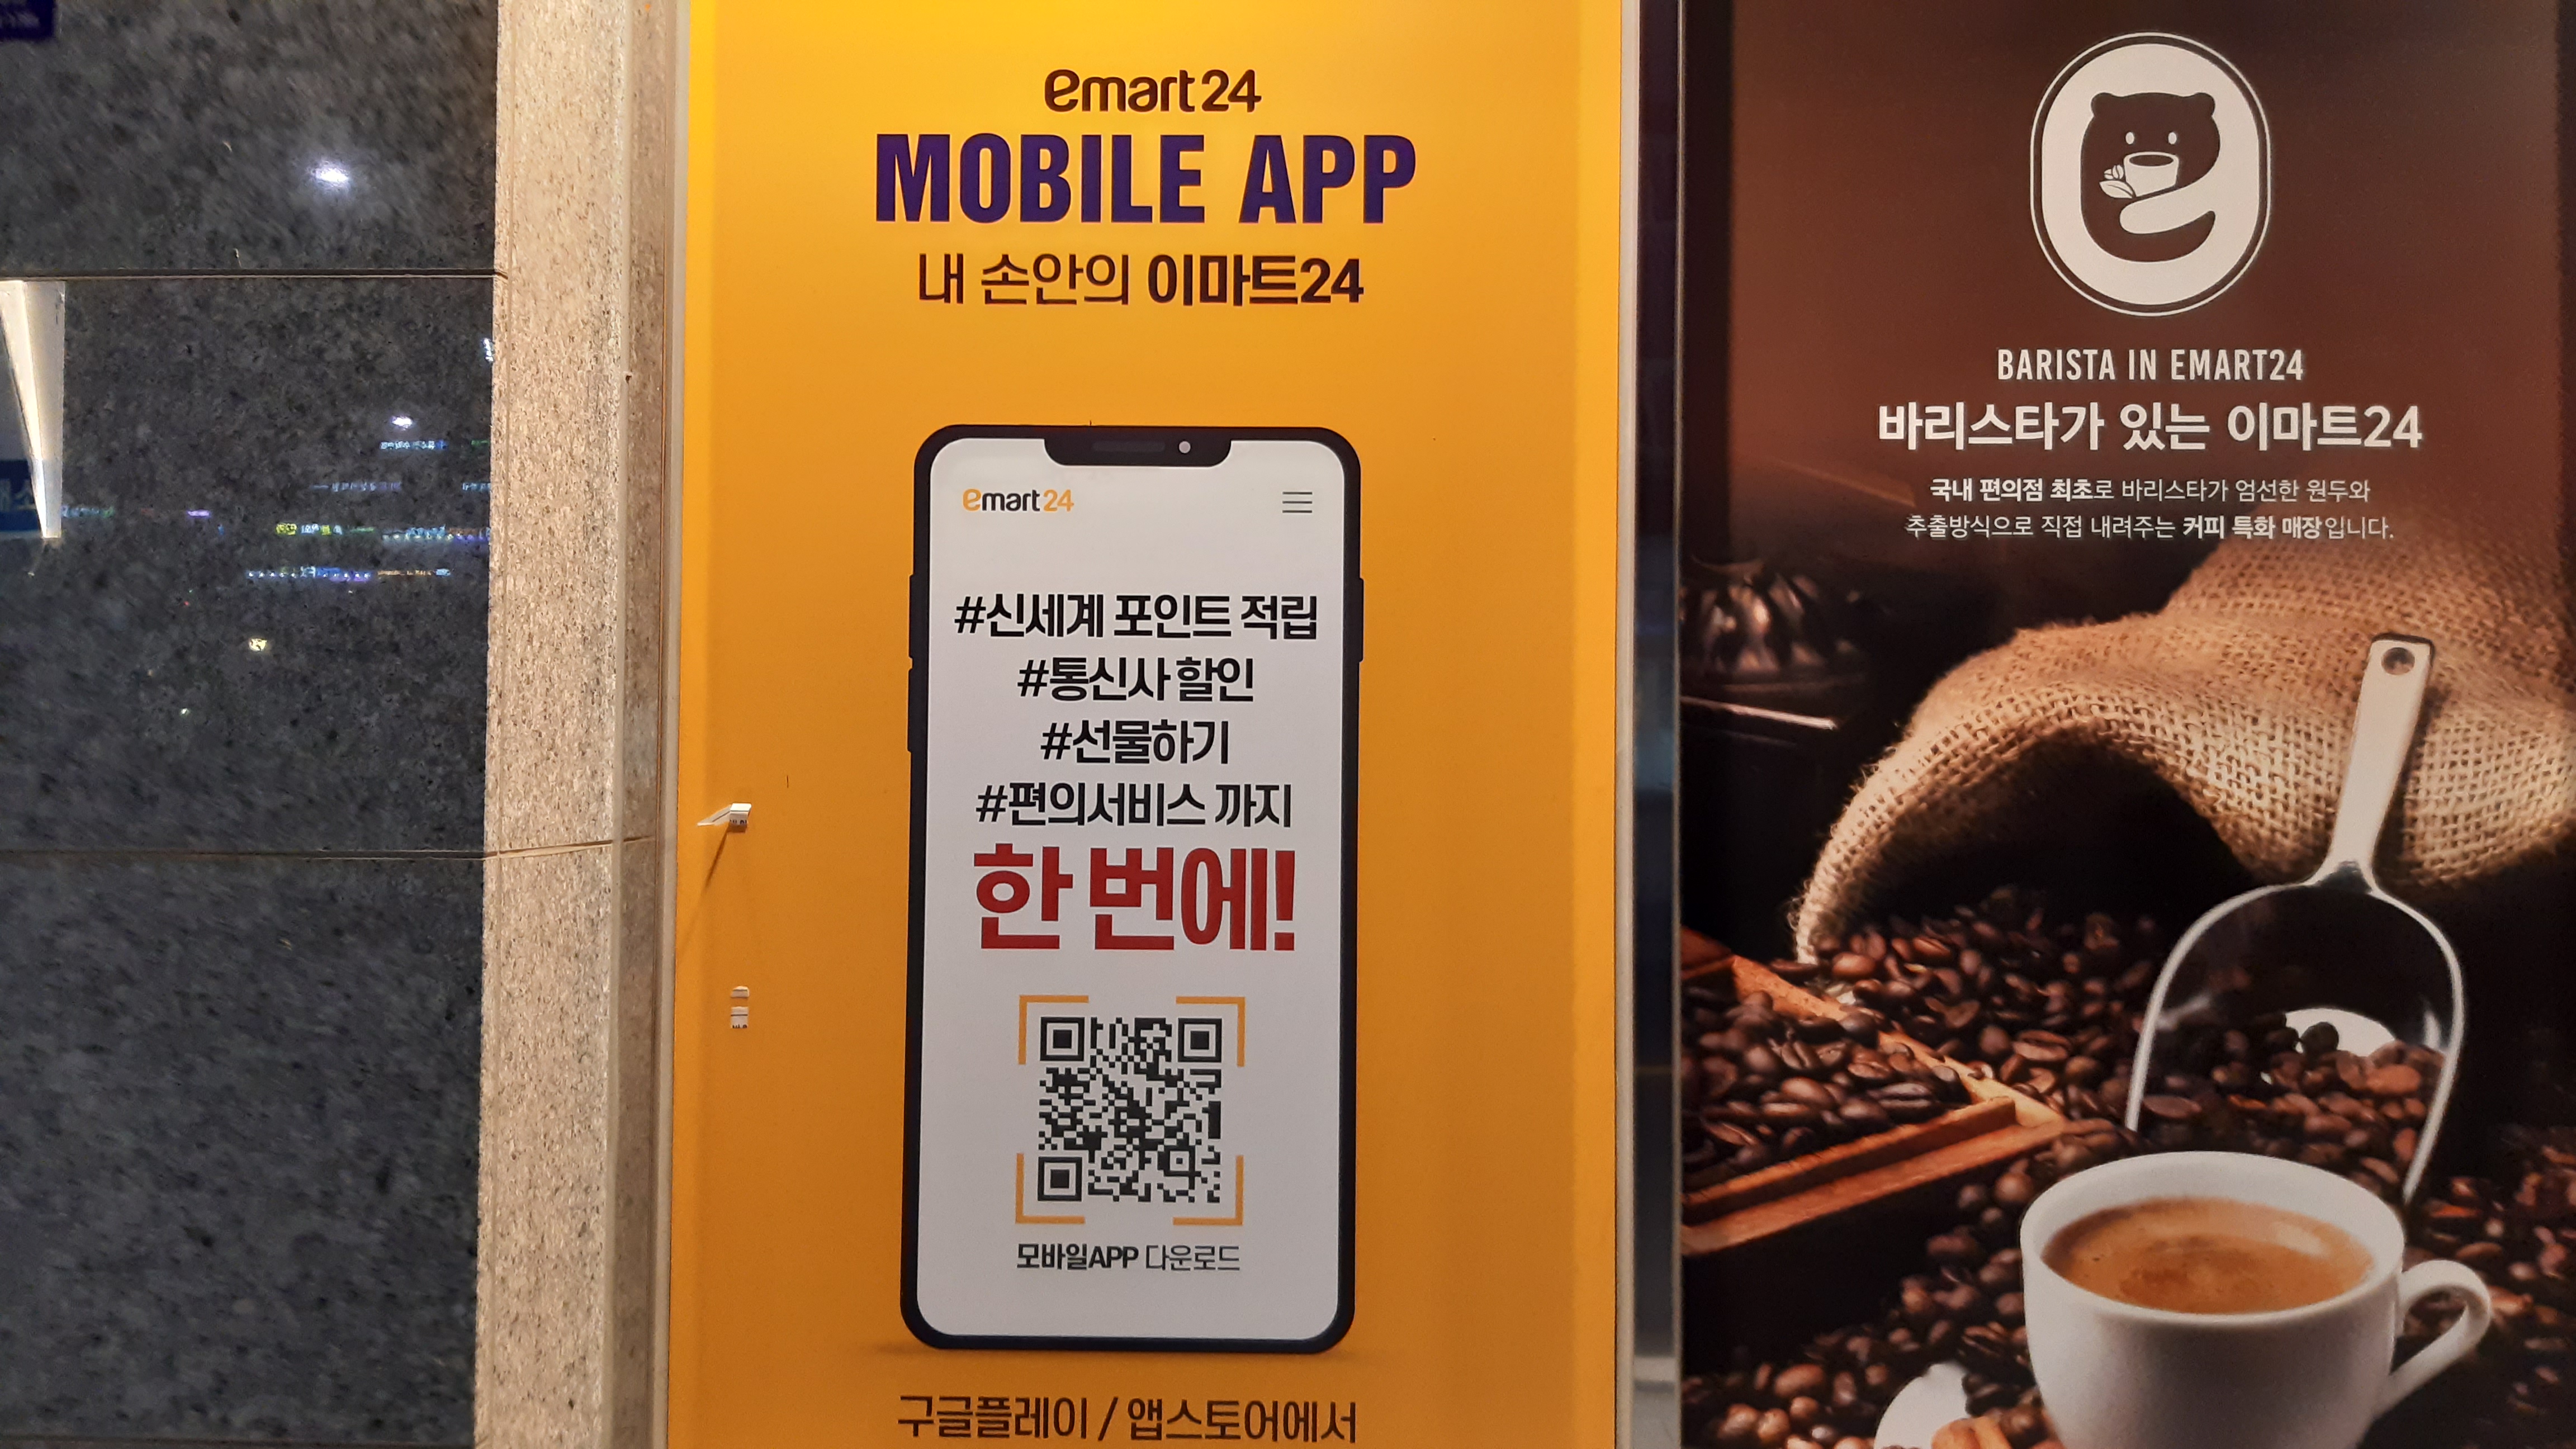 emart24
MOBILE APP
내 손안의 이마트24
emart24
#신세계 포인트 적립
#통신사 할인
#선물하기
#편의서비스 까지
한 번에!
모바일APP 다운로드
구글플레이 / 앱스토어에서
BARISTA IN EMART24
바리스타가 있는 이마트24
국내 편의점 최초로 바리스타가 엄선한 원두와
추출방식으로 직접 내려주는 커피 특화 매장입니다.